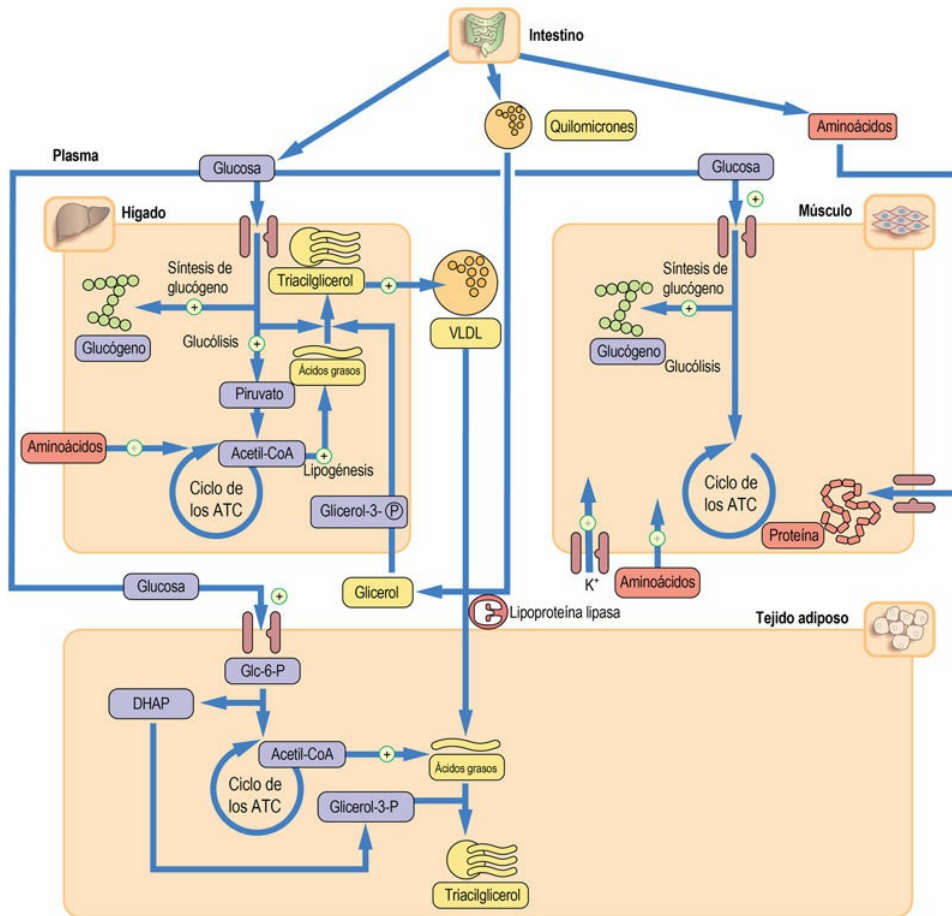 Intestino
Quilomicrones
Aminoácidos
Plasma
Glucosa
Glucosa
Hígado
Músculo
Triacilglicerol
Síntesis de
glucógeno
+
+
VLDL
Glucógeno
Glucólisis
+
Ácidos grasos
Piruvato
Aminoácidos
+
Acetil-CoA
+
Lipogénesis
Ciclo de
los ATC
Glicerol-3- P
Glicerol
+
Síntesis de
glucógeno
+
Glucógeno
Glucólisis
Ciclo de
los ATC
Proteína
+
K+
+
Aminoácidos
Glucosa
+
Lipoproteína lipasa
Tejido adiposo
Glc-6-P
DHAP
Acetil-CoA
+
Ácidos grasos
Ciclo de
los ATC
Glicerol-3-P
Triacilglicerol